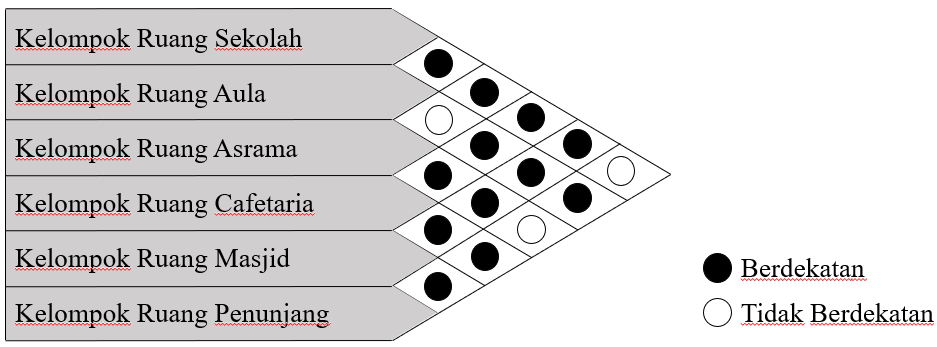 Kelompok Ruang Sekolah
Kelompok Ruang Aula
Kelompok Ruang Asrama
Kelompok Ruang Cafetaria
Kelompok Ruang Masjid
Kelompok Ruang Penunjang
Berdekatan
Tidak Berdekatan